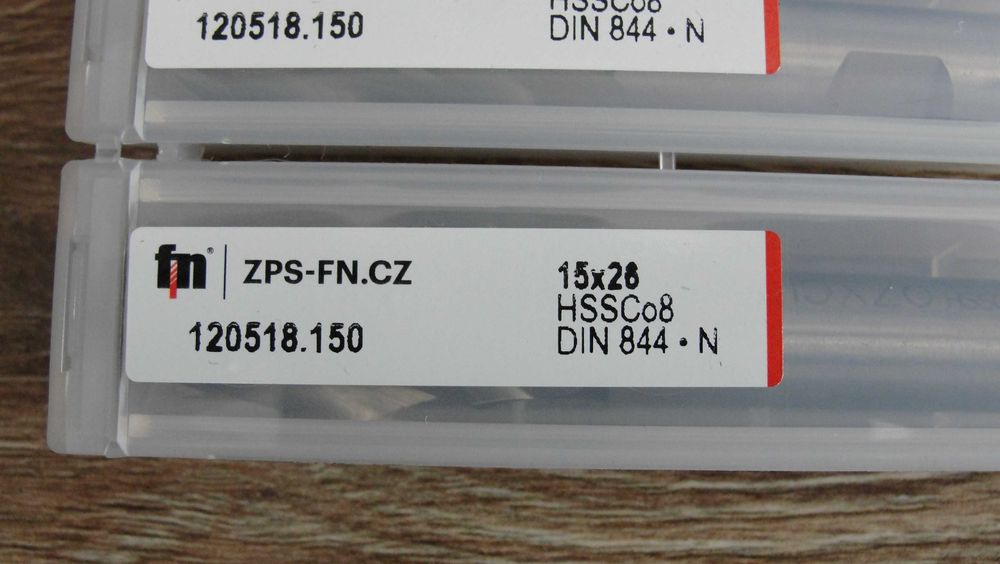 120518.150
HSSCo8
DIN 844 • N
fn®
ZPS-FN.CZ
120518.150
15x26
HSSCo8
DIN 844 • N